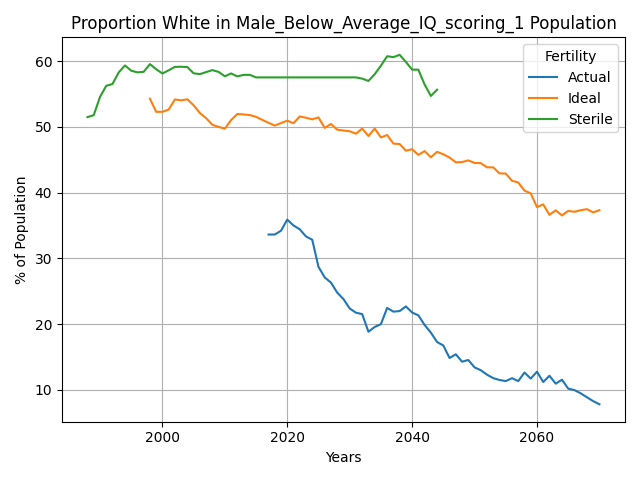 Proportion White in Male_Below_Average_IQ_scoring_1 Population
% of Population
60
50
40
30
20
10
Fertility
Actual
Ideal
Sterile
2000
2020
2040
2060
Years